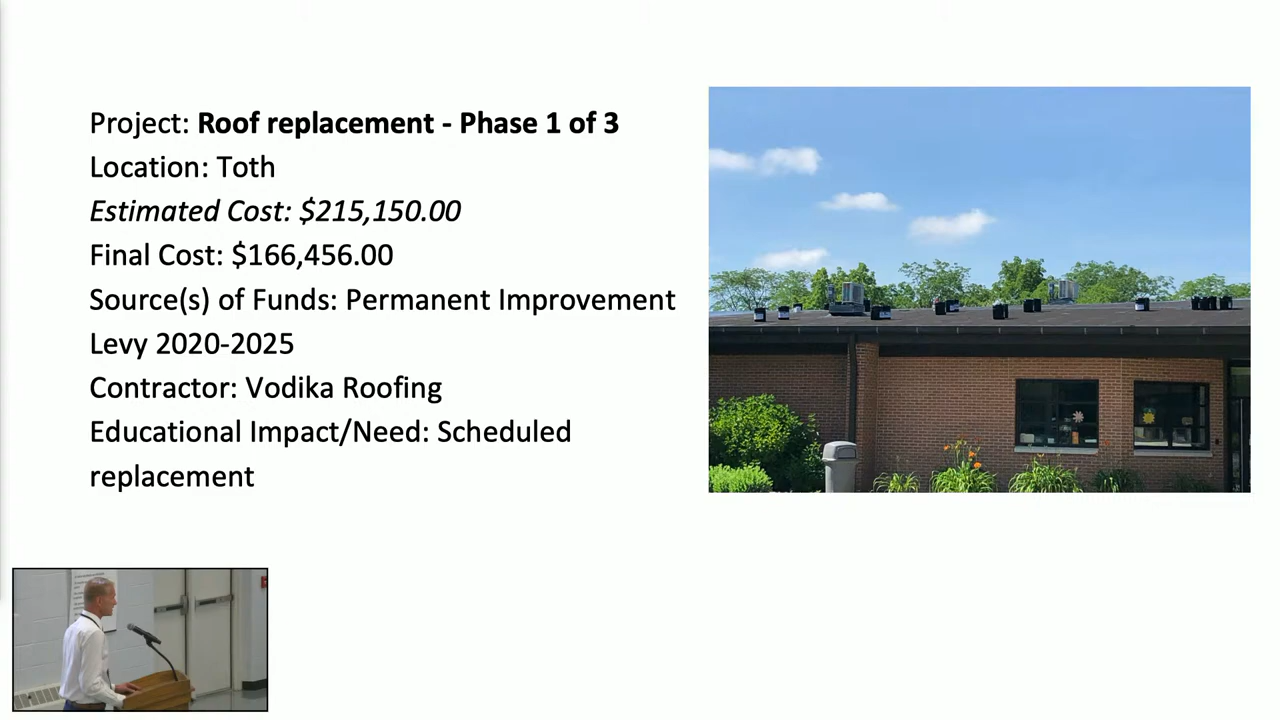 Project: Roof replacement - Phase 1 of 3
Location: Toth
Estimated Cost: $215,150.00
Final Cost: $166,456.00
Source(s) of Funds: Permanent Improvement
Levy 2020-2025
Contractor: Vodika Roofing
Educational Impact/Need: Scheduled
replacement